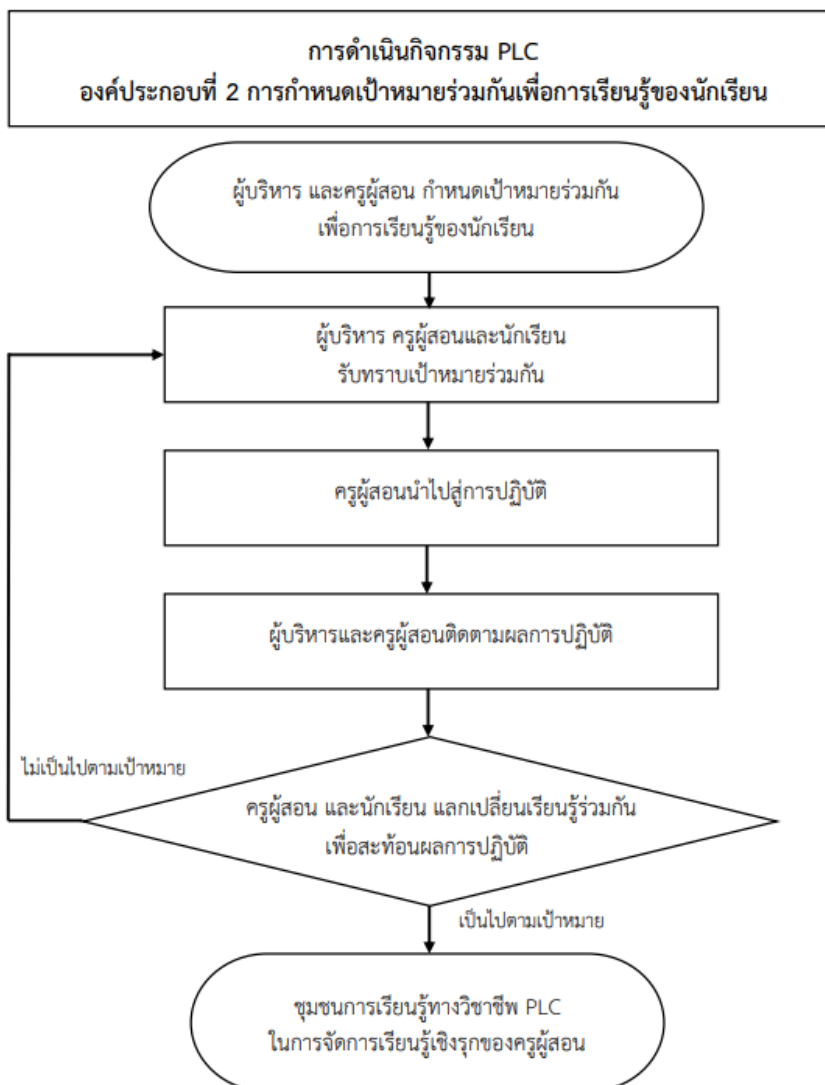 การดำเนินกิจกรรม PLC
องค์ประกอบที่ 2 การกำหนดเป้าหมายร่วมกันเพื่อการเรียนรู้ของนักเรียน
ผู้บริหาร และครูผู้สอน กำหนดเป้าหมายร่วมกัน
เพื่อการเรียนรู้ของนักเรียน
ผู้บริหาร ครูผู้สอนและนักเรียน
รับทราบเป้าหมายร่วมกัน
ครูผู้สอนนำไปสู่การปฏิบัติ
ผู้บริหารและครูผู้สอนติดตามผลการปฏิบัติ
ไม่เป็นไปตามเป้าหมาย
ครูผู้สอน และนักเรียน แลกเปลี่ยนเรียนรู้ร่วมกัน
เพื่อสะท้อนผลการปฏิบัติ
เป็นไปตามเป้าหมาย
ชุมชนการเรียนรู้ทางวิชาชีพ PLC
ในการจัดการเรียนรู้เชิงรุกของครูผู้สอน